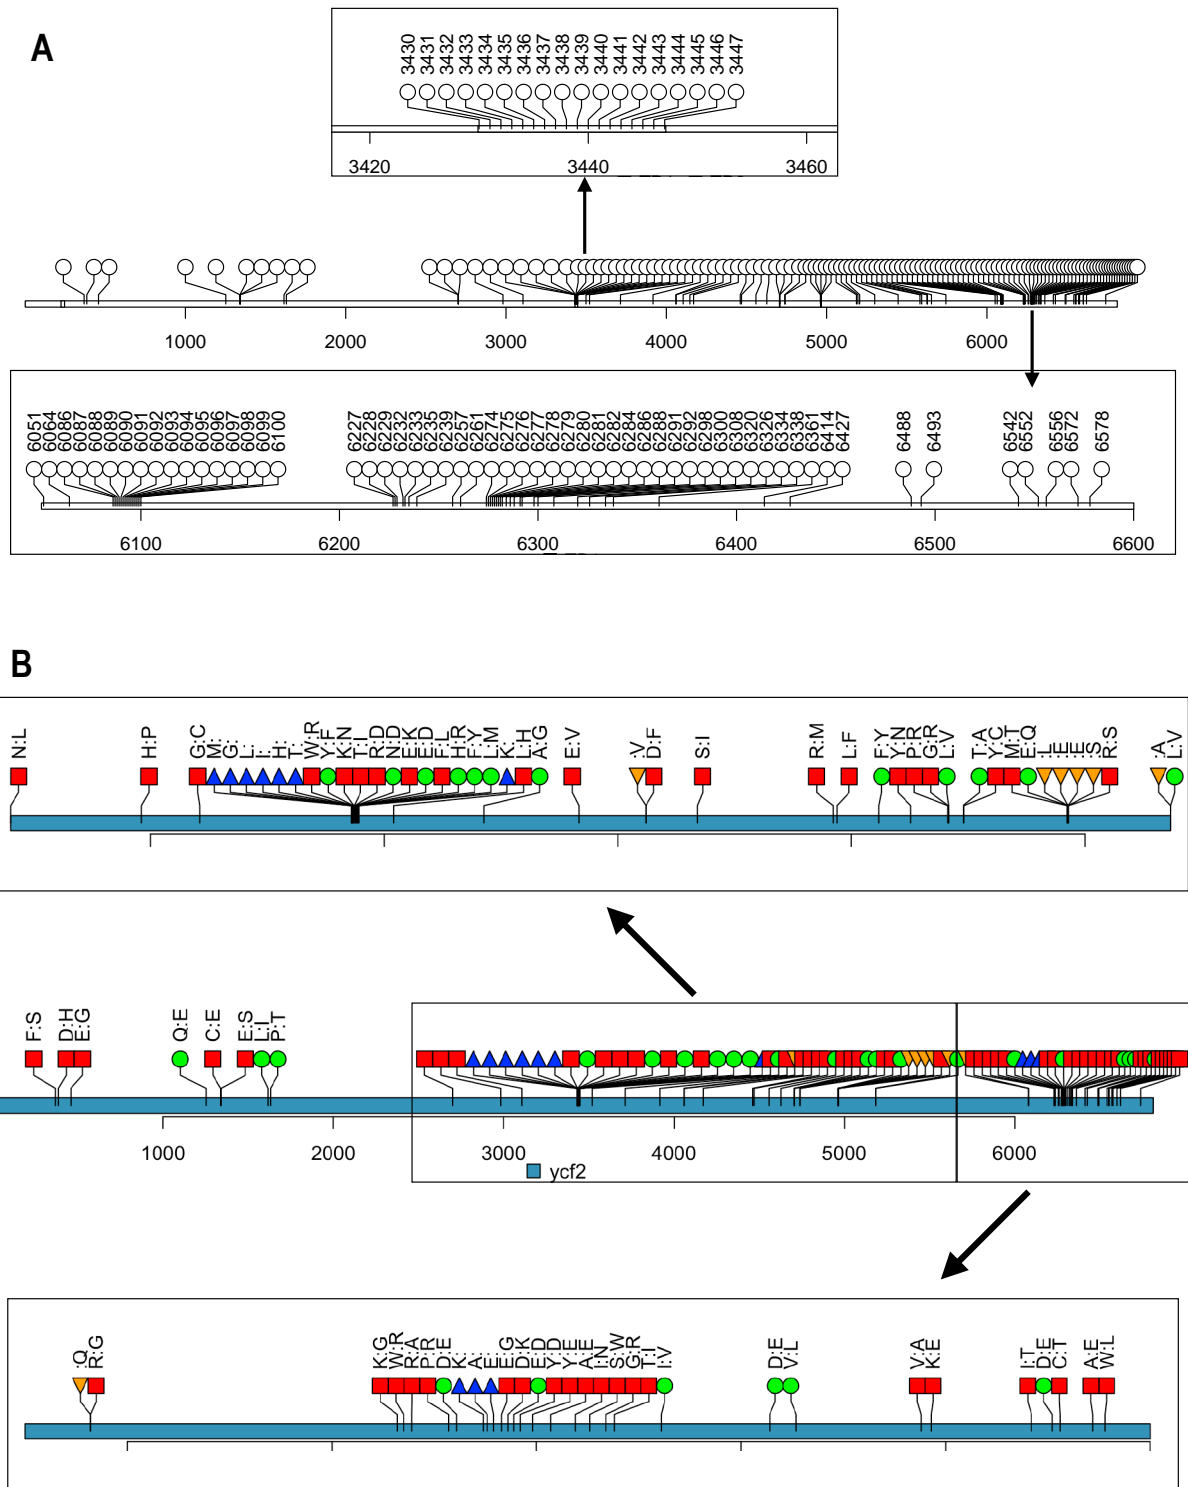 A
3430 3431 3432 3433 3434 3435 3436 3437 3438 3439 3440 3441 3442 3443 3444 3445 3446 3447
3420 3440 3460
1000 2000 3000 4000 5000 6000
6051 6064 6086 6087 6088 6089 6090 6091 6092 6093 6094 6095 6096 6097 6098 6099 6100 6227 6228 6229 6232 6233 6235 6239 6257 6261 6274 6275 6276 6277 6278 6279 6280 6281 6282 6284 6286 6288 6291 6292 6298 6300 6308 6320 6326 6334 6338 6361 6414 6427 6488 6493 6542 6552 6556 6572 6578
6100 6200 6300 6400 6500 6600
B
N:L H:P G:C M: G: L: I: H: T: W:R Y:F K:N T:I R:D N:D E:K E:D F:L H:R F:Y L:M K: L:H A:G E:V :V D:F S:I R:M L:F F:Y Y:N P:R G:R L:V T:A Y:C M:T E:Q :L :E :E :S R:S :A L:V
F:S D:H E:G Q:E C:E E:S L:I P:T
1000 2000 3000 4000 5000 6000
ycf2
:Q R:G K:G W:R R:A P:R D:E K: A: E: E:G D:K E:D Y:D Y:E A:E I:N S:W G:R T:I I:V D:E V:L V:A K:E I:T D:E C:T A:E W:L